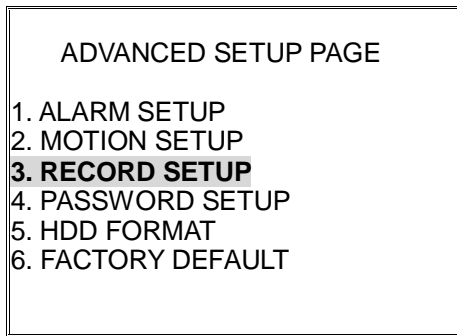 ADVANCED SETUP PAGE
1. ALARM SETUP
2. MOTION SETUP
3. RECORD SETUP
4. PASSWORD SETUP
5. HDD FORMAT
6. FACTORY DEFAULT